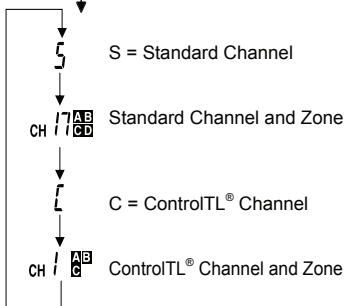 S S = Standard Channel
CH 17 AB CD Standard Channel and Zone
C C = ControlTL® Channel
CH 1 AB C ControlTL® Channel and Zone